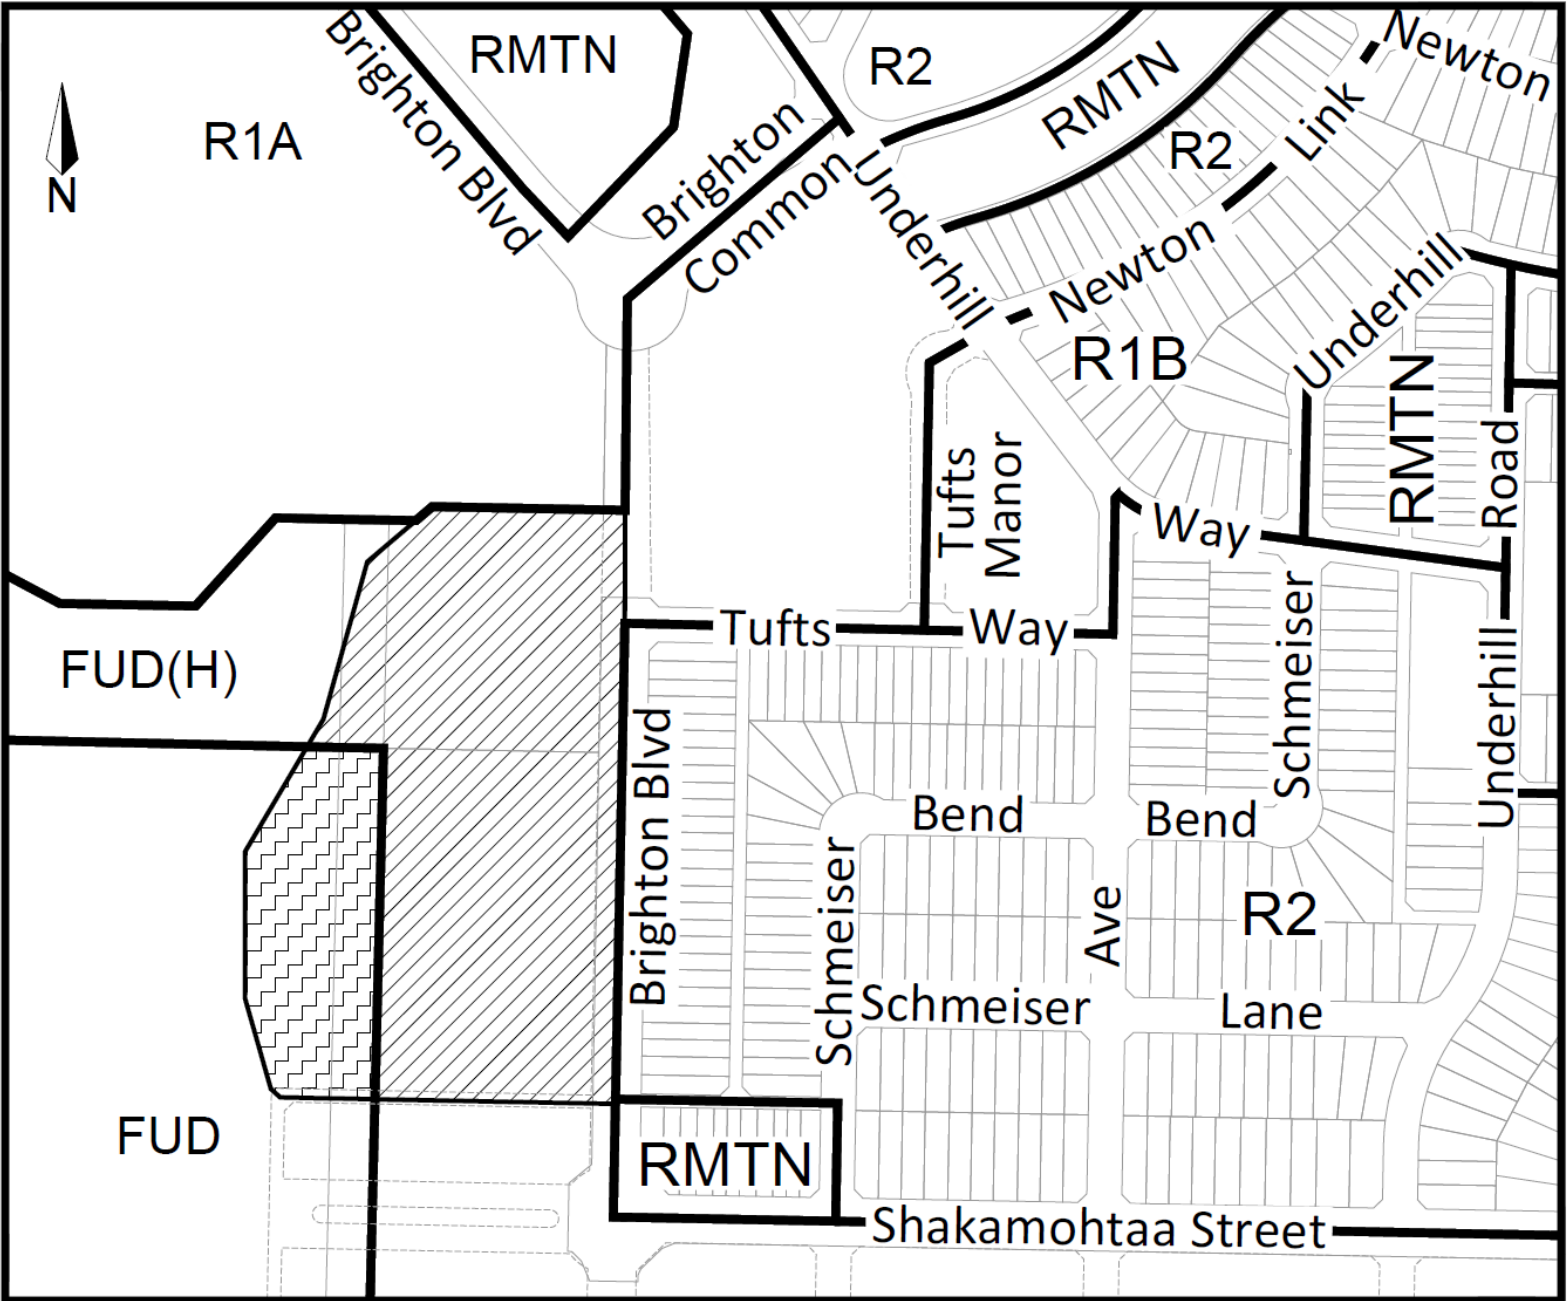 Brighton Blvd
RMTN
R2
RMTN
Newton
R1A
N
Brighton
Common
R2
Link
Underhill
Newton
Underhill
R1B
RMTN
Tufts
Manor
Road
Way
FUD(H)
Tufts
Way
Schmeiser
Underhill
Brighton Blvd
Bend
Bend
Schmeiser
Ave
R2
Schmeiser
Lane
FUD
RMTN
Shakamohtaa Street